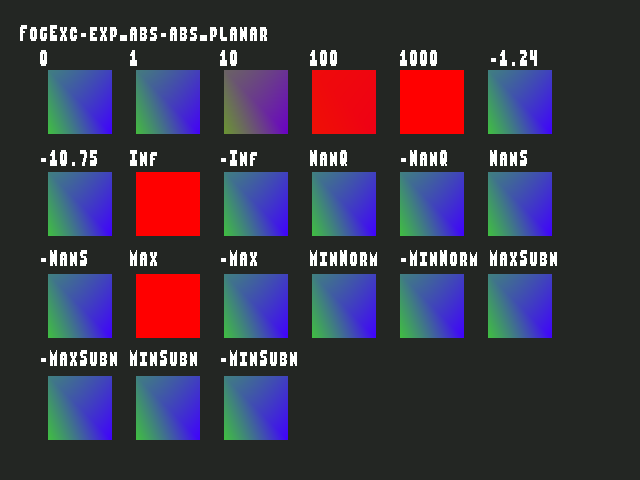 FogExc-exp_abs-abs_planar
0 1 10 100 1000 -1.24
-10.75 Inf -Inf NanQ -NanQ NanS
-NanS Max -Max MinNorm -MinNorm MaxSubN
-MaxSubN MinSubN -MinSubN